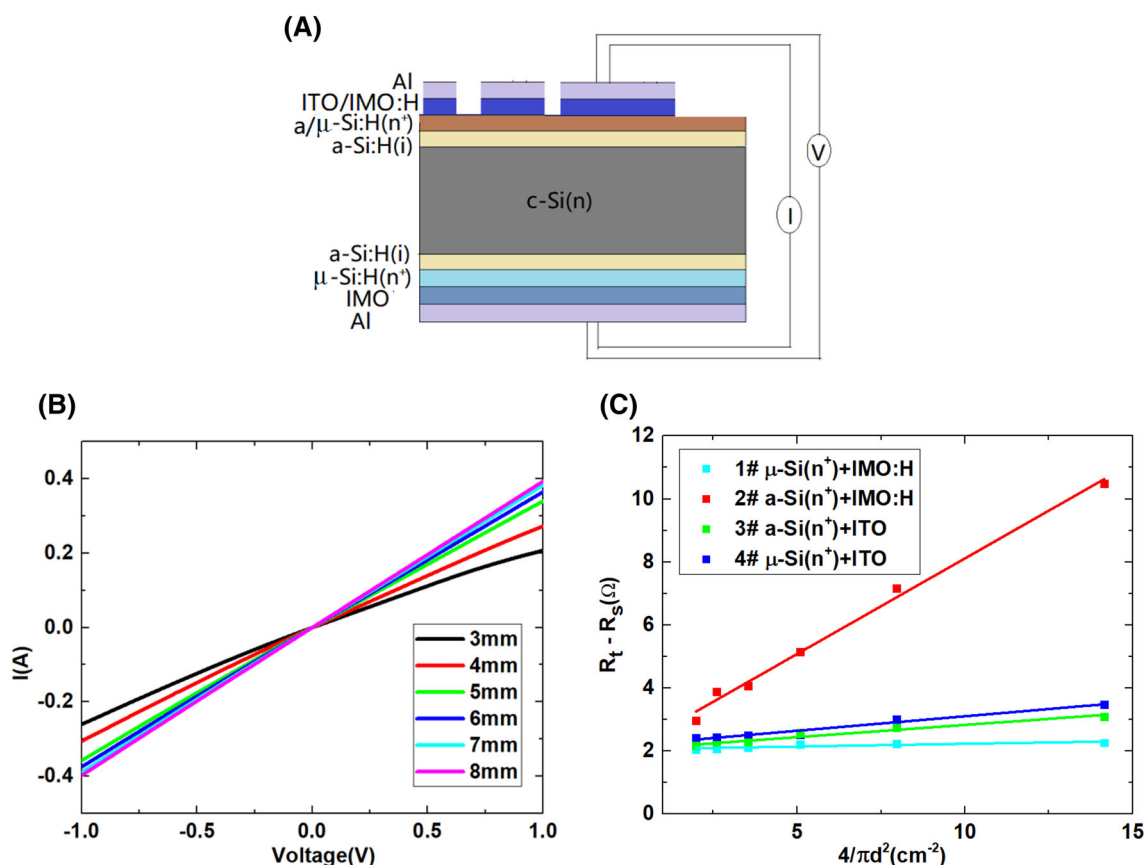 (A)
Al
ITO/IMO:H
a/μ-Si:H(n⁺)
a-Si:H(i)
c-Si(n)
a-Si:H(i)
μ-Si:H(n⁺)
IMO
Al
V
I
(B)
I(A)
0.4
0.2
0.0
-0.2
-0.4
-1.0 -0.5 0.0 0.5 1.0
Voltage(V)
3mm
4mm
5mm
6mm
7mm
8mm
(C)
Rₜ - Rₛ(Ω)
12
10
8
6
4
2
0
5 10 15
4/πd²(cm⁻²)
1# μ-Si(n⁺)+IMO:H
2# a-Si(n⁺)+IMO:H
3# a-Si(n⁺)+ITO
4# μ-Si(n⁺)+ITO